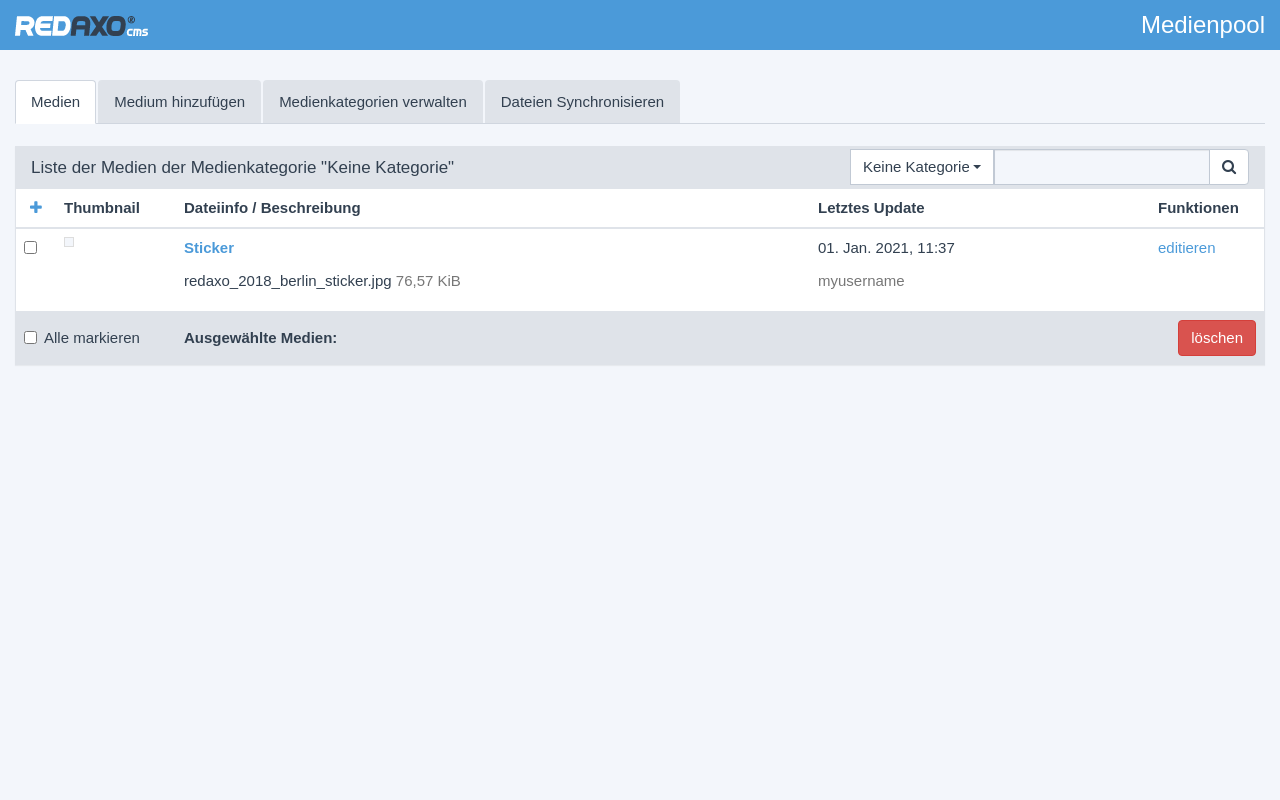 REDAXO® cms
Medienpool
Medien Medium hinzufügen Medienkategorien verwalten Dateien Synchronisieren
Liste der Medien der Medienkategorie "Keine Kategorie" Keine Kategorie
Thumbnail Dateiinfo / Beschreibung Letztes Update Funktionen
Sticker 01. Jan. 2021, 11:37 editieren
redaxo_2018_berlin_sticker.jpg 76,57 KiB myusername
Alle markieren Ausgewählte Medien: löschen